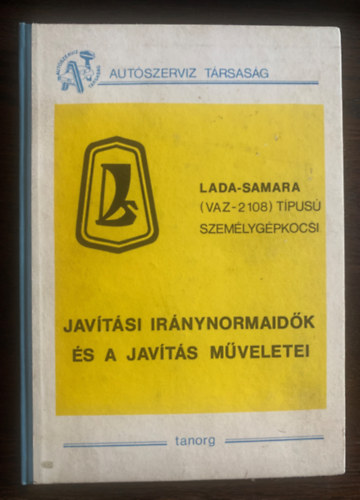 AUTÓSZERVIZ TÁRSASÁG
LADA-SAMARA
(VAZ-2108) TÍPUSÚ
SZEMÉLYGÉPKOCSI
JAVÍTÁSI IRÁNYNORMAIDŐK
ÉS A JAVÍTÁS MŰVELETEI
tanorg